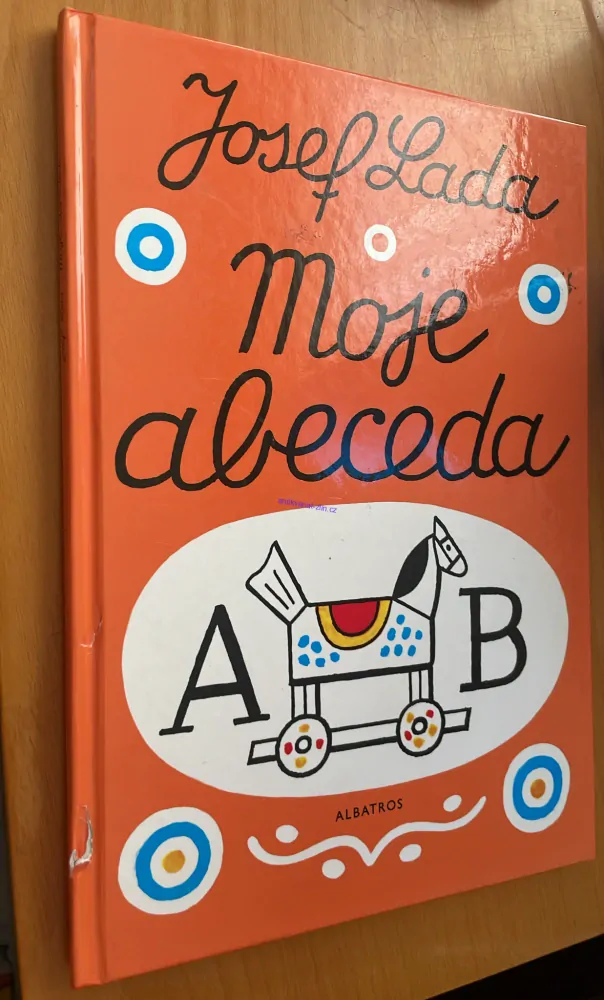 Josef Lada
Moje
abeceda
A B
ALBATROS